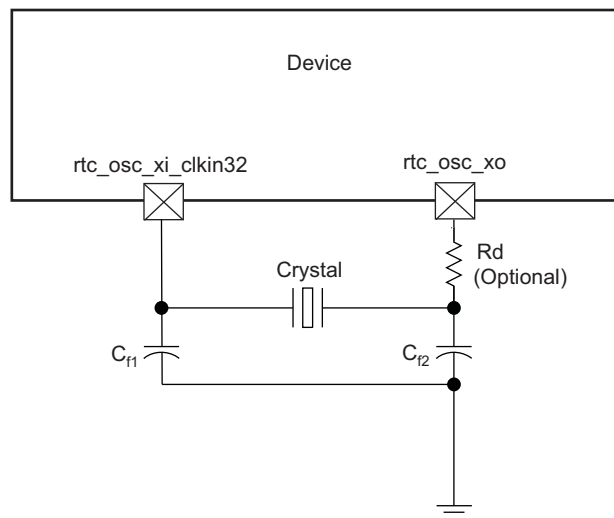 Device
rtc_osc_xi_clkin32
rtc_osc_xo
Rd
(Optional)
Crystal
Cf1
Cf2